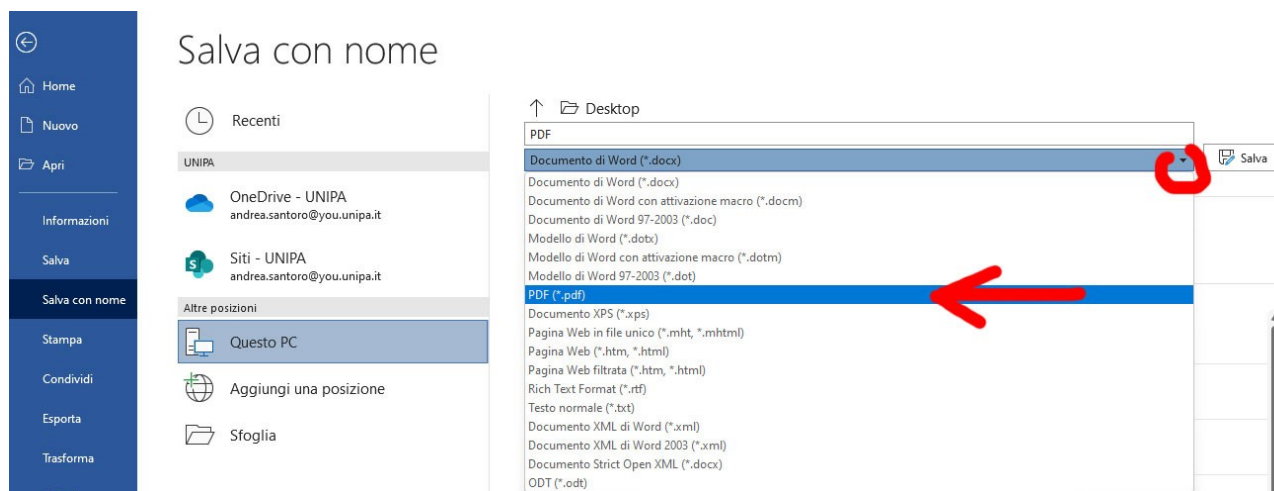 Salva con nome
Home
Nuovo
Apri
Informazioni
Salva
Salva con nome
Stampa
Condividi
Esporta
Trasforma
Recenti
UNIPA
OneDrive - UNIPA
andrea.santoro@you.unipa.it
Siti - UNIPA
andrea.santoro@you.unipa.it
Altre posizioni
Questo PC
Aggiungi una posizione
Sfoglia
Desktop
PDF
Documento di Word (*.docx)
Salva
Documento di Word (*.docx)
Documento di Word con attivazione macro (*.docm)
Documento di Word 97-2003 (*.doc)
Modello di Word (*.dotx)
Modello di Word con attivazione macro (*.dotm)
Modello di Word 97-2003 (*.dot)
PDF (*.pdf)
Documento XPS (*.xps)
Pagina Web in file unico (*.mht, *.mhtml)
Pagina Web (*.htm, *.html)
Pagina Web filtrata (*.htm, *.html)
Rich Text Format (*.rtf)
Testo normale (*.txt)
Documento XML di Word (*.xml)
Documento XML di Word 2003 (*.xml)
Documento Strict Open XML (*.docx)
ODT (*.odt)